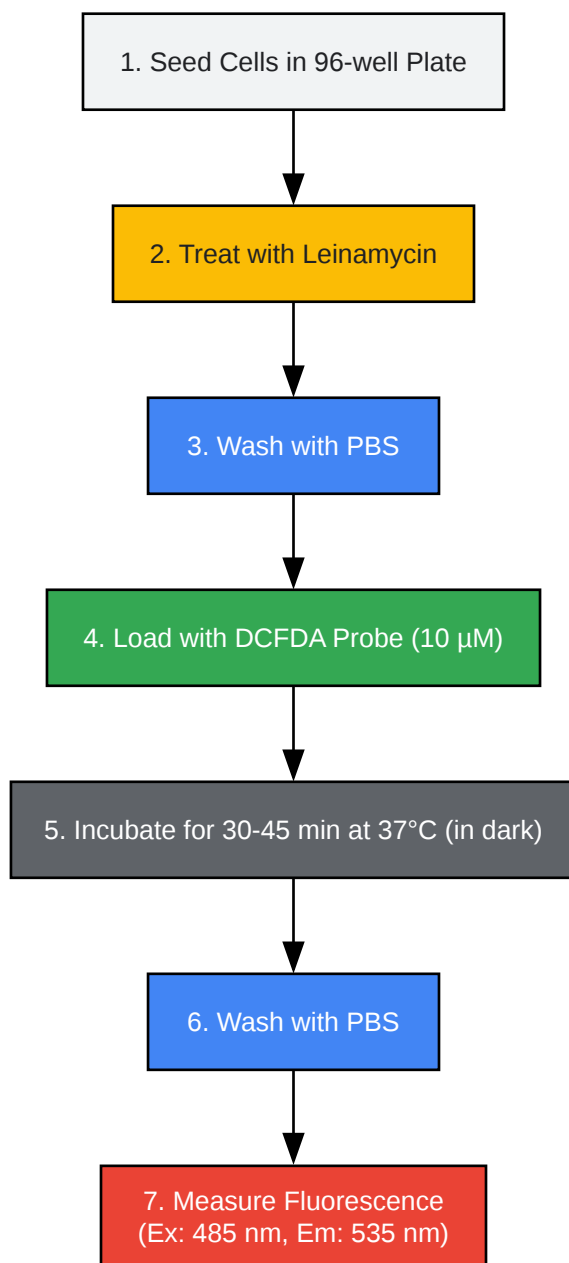 1. Seed Cells in 96-well Plate
2. Treat with Leinamycin
3. Wash with PBS
4. Load with DCFDA Probe (10 µM)
5. Incubate for 30-45 min at 37°C (in dark)
6. Wash with PBS
7. Measure Fluorescence
(Ex: 485 nm, Em: 535 nm)